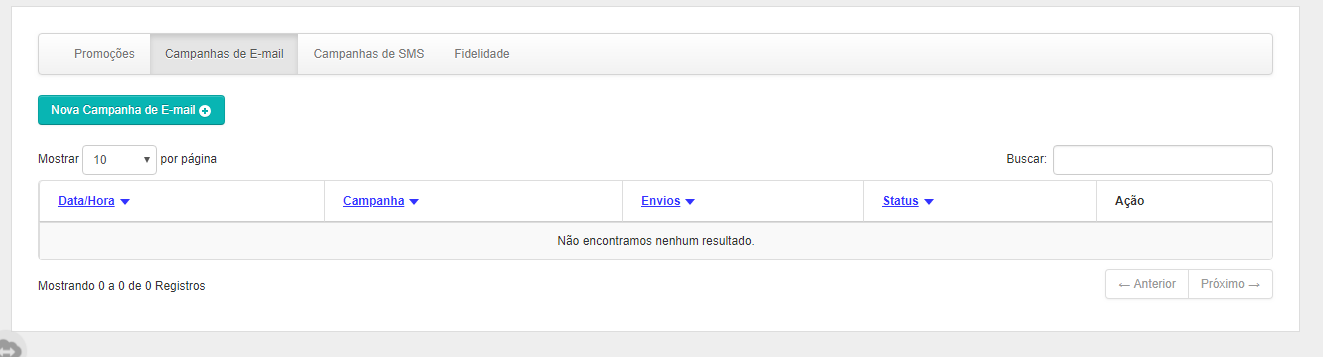 Promoções Campanhas de E-mail Campanhas de SMS Fidelidade
Nova Campanha de E-mail
Mostrar 10 por página Buscar:
Data/Hora Campanha Envios Status Ação
Não encontramos nenhum resultado.
Mostrando 0 a 0 de 0 Registros ← Anterior Próximo →